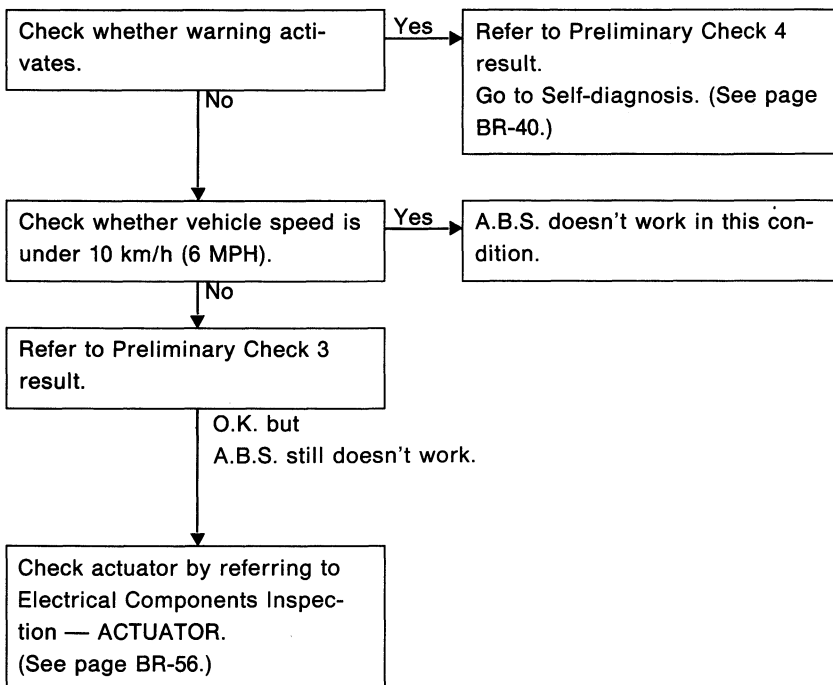 Check whether warning acti-
vates.
Yes
Refer to Preliminary Check 4
result.
Go to Self-diagnosis. (See page
BR-40.)
No
Check whether vehicle speed is
under 10 km/h (6 MPH).
Yes
A.B.S. doesn't work in this con-
dition.
No
Refer to Preliminary Check 3
result.
O.K. but
A.B.S. still doesn't work.
Check actuator by referring to
Electrical Components Inspec-
tion — ACTUATOR.
(See page BR-56.)